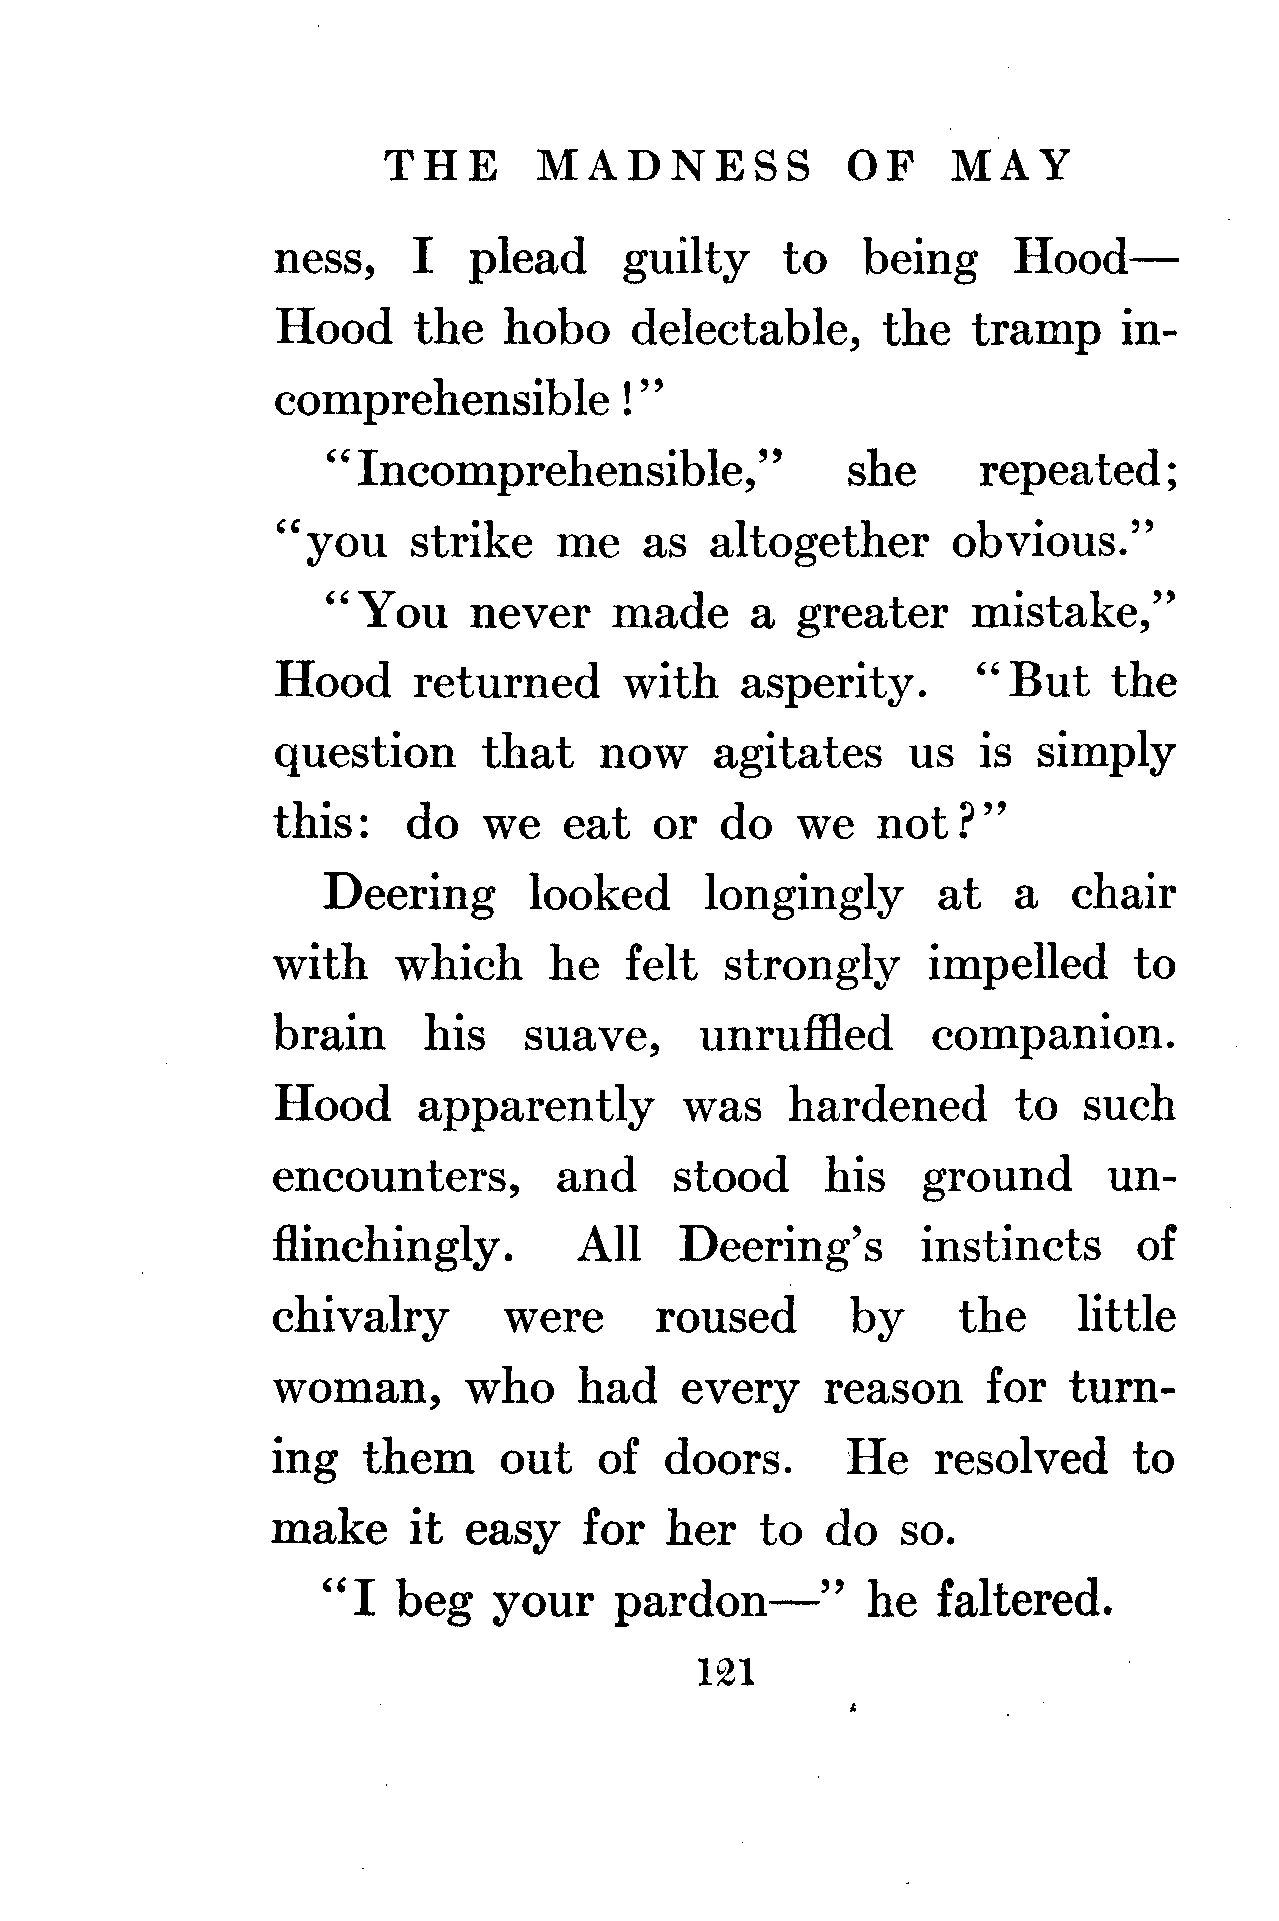 THE MADNESS OF MAY
ness, I plead guilty to being Hood—
Hood the hobo delectable, the tramp in-
comprehensible!"
"Incomprehensible," she repeated;
"you strike me as altogether obvious."
"You never made a greater mistake,"
Hood returned with asperity. "But the
question that now agitates us is simply
this: do we eat or do we not?"
Deering looked longingly at a chair
with which he felt strongly impelled to
brain his suave, unruffled companion.
Hood apparently was hardened to such
encounters, and stood his ground un-
flinchingly. All Deering's instincts of
chivalry were roused by the little
woman, who had every reason for turn-
ing them out of doors. He resolved to
make it easy for her to do so.
"I beg your pardon—" he faltered.
121